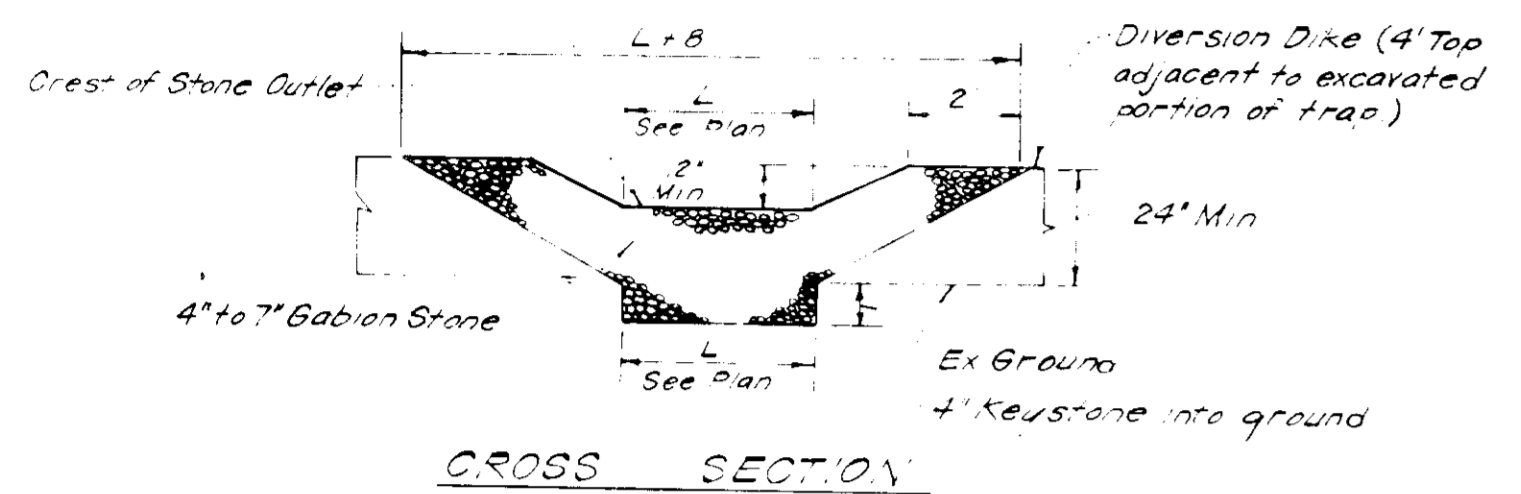 L + 8
Diversion Dike (4' Top
adjacent to excavated
portion of trap.)
Crest of Stone Outlet
L
See Plan
2
2"
Min
24" Min
4" to 7" Gabion Stone
L
See Plan
Ex Ground
4" Keystone into ground
CROSS SECTION